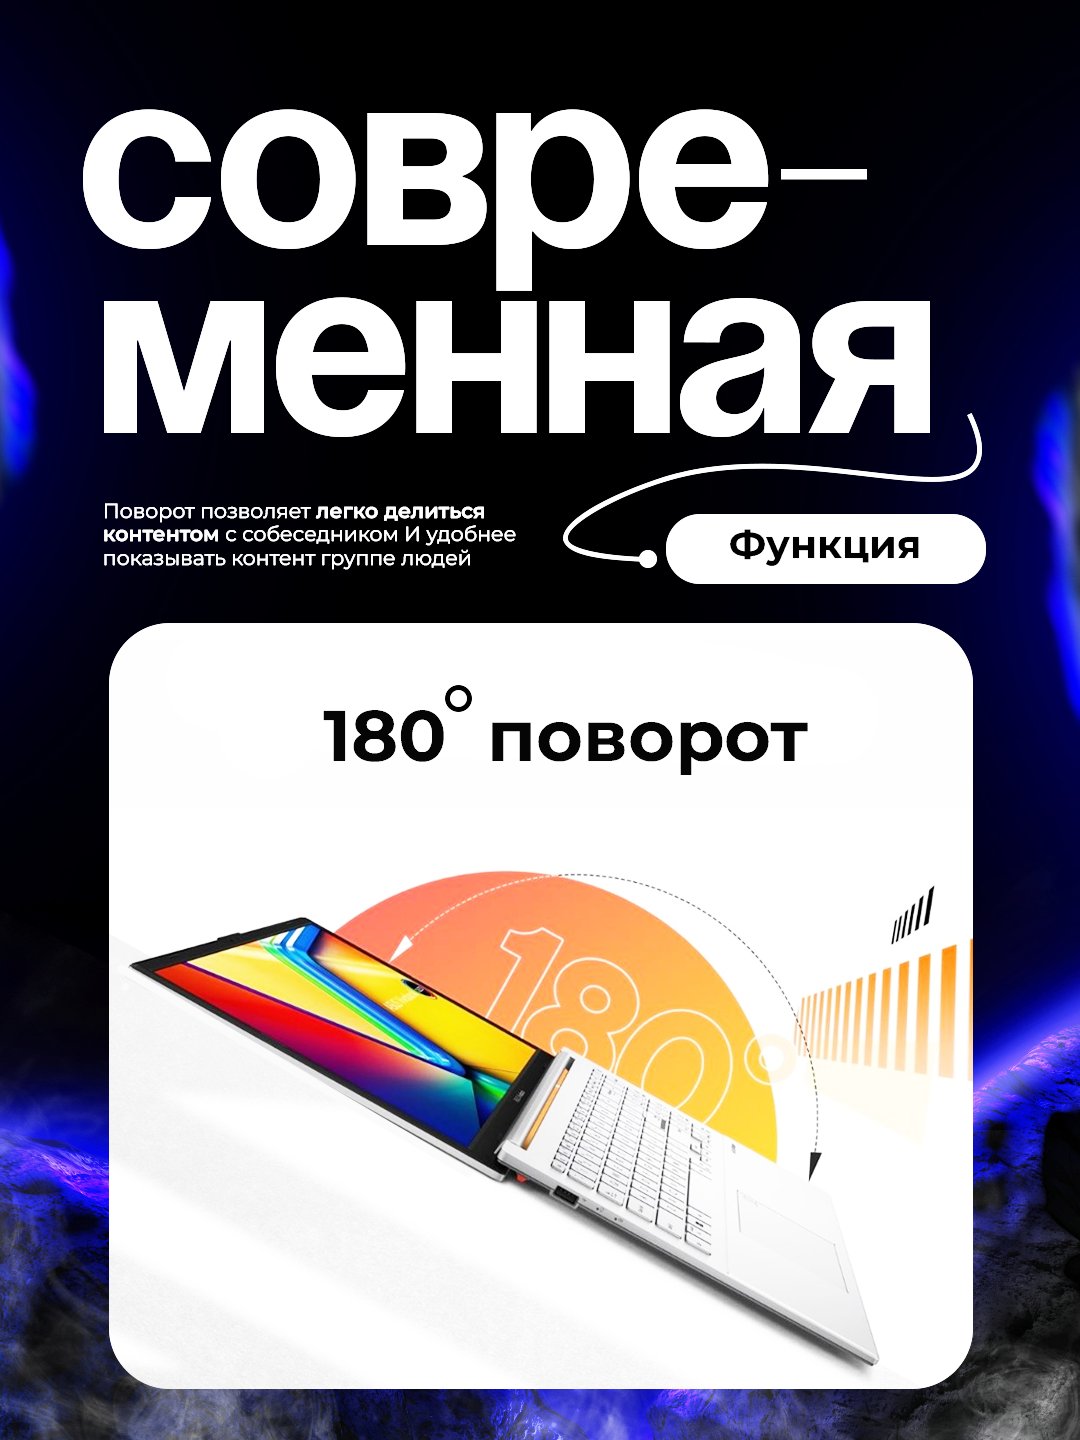 совре–
менная
Поворот позволяет легко делиться
контентом с собеседником И удобнее
показывать контент группе людей
Функция
180° поворот
180°